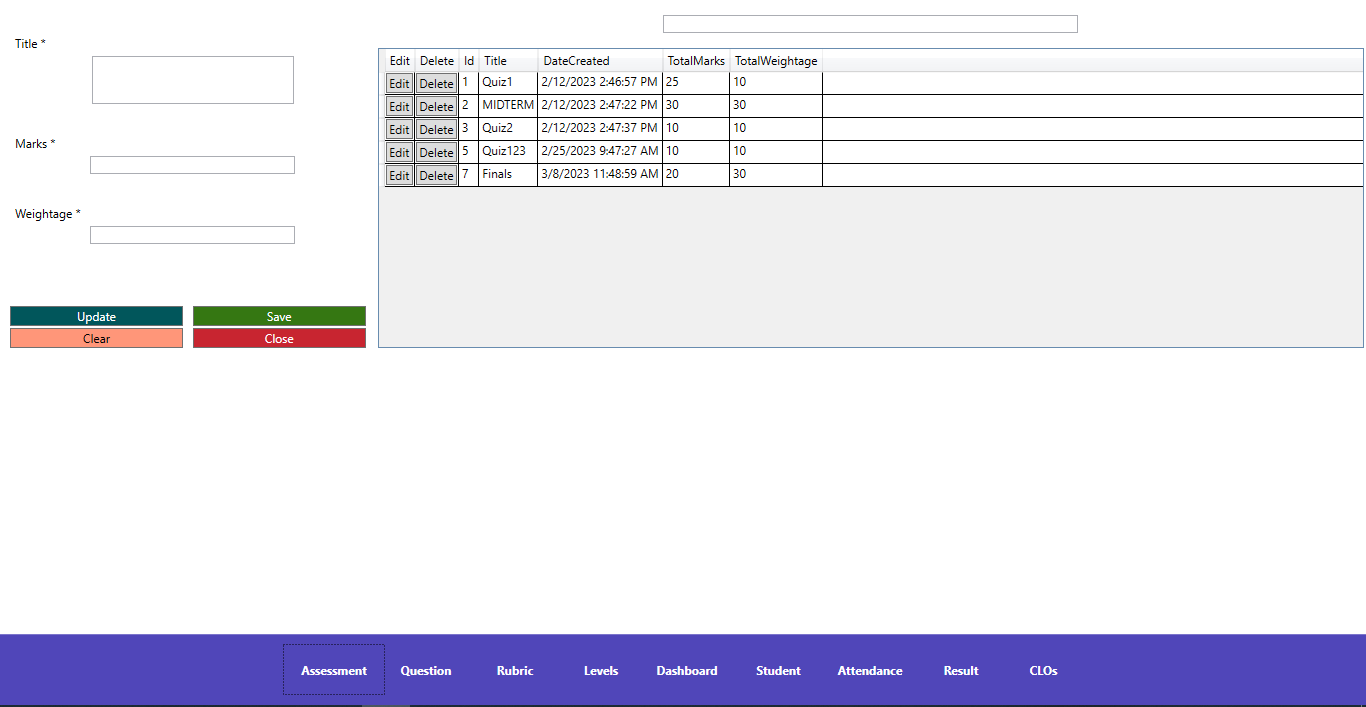 Title *
Marks *
Weightage *
Update Save
Clear Close
Edit Delete Id Title DateCreated TotalMarks TotalWeightage
Edit Delete 1 Quiz1 2/12/2023 2:46:57 PM 25 10
Edit Delete 2 MIDTERM 2/12/2023 2:47:22 PM 30 30
Edit Delete 3 Quiz2 2/12/2023 2:47:37 PM 10 10
Edit Delete 5 Quiz123 2/25/2023 9:47:27 AM 10 10
Edit Delete 7 Finals 3/8/2023 11:48:59 AM 20 30
Assessment Question Rubric Levels Dashboard Student Attendance Result CLOs